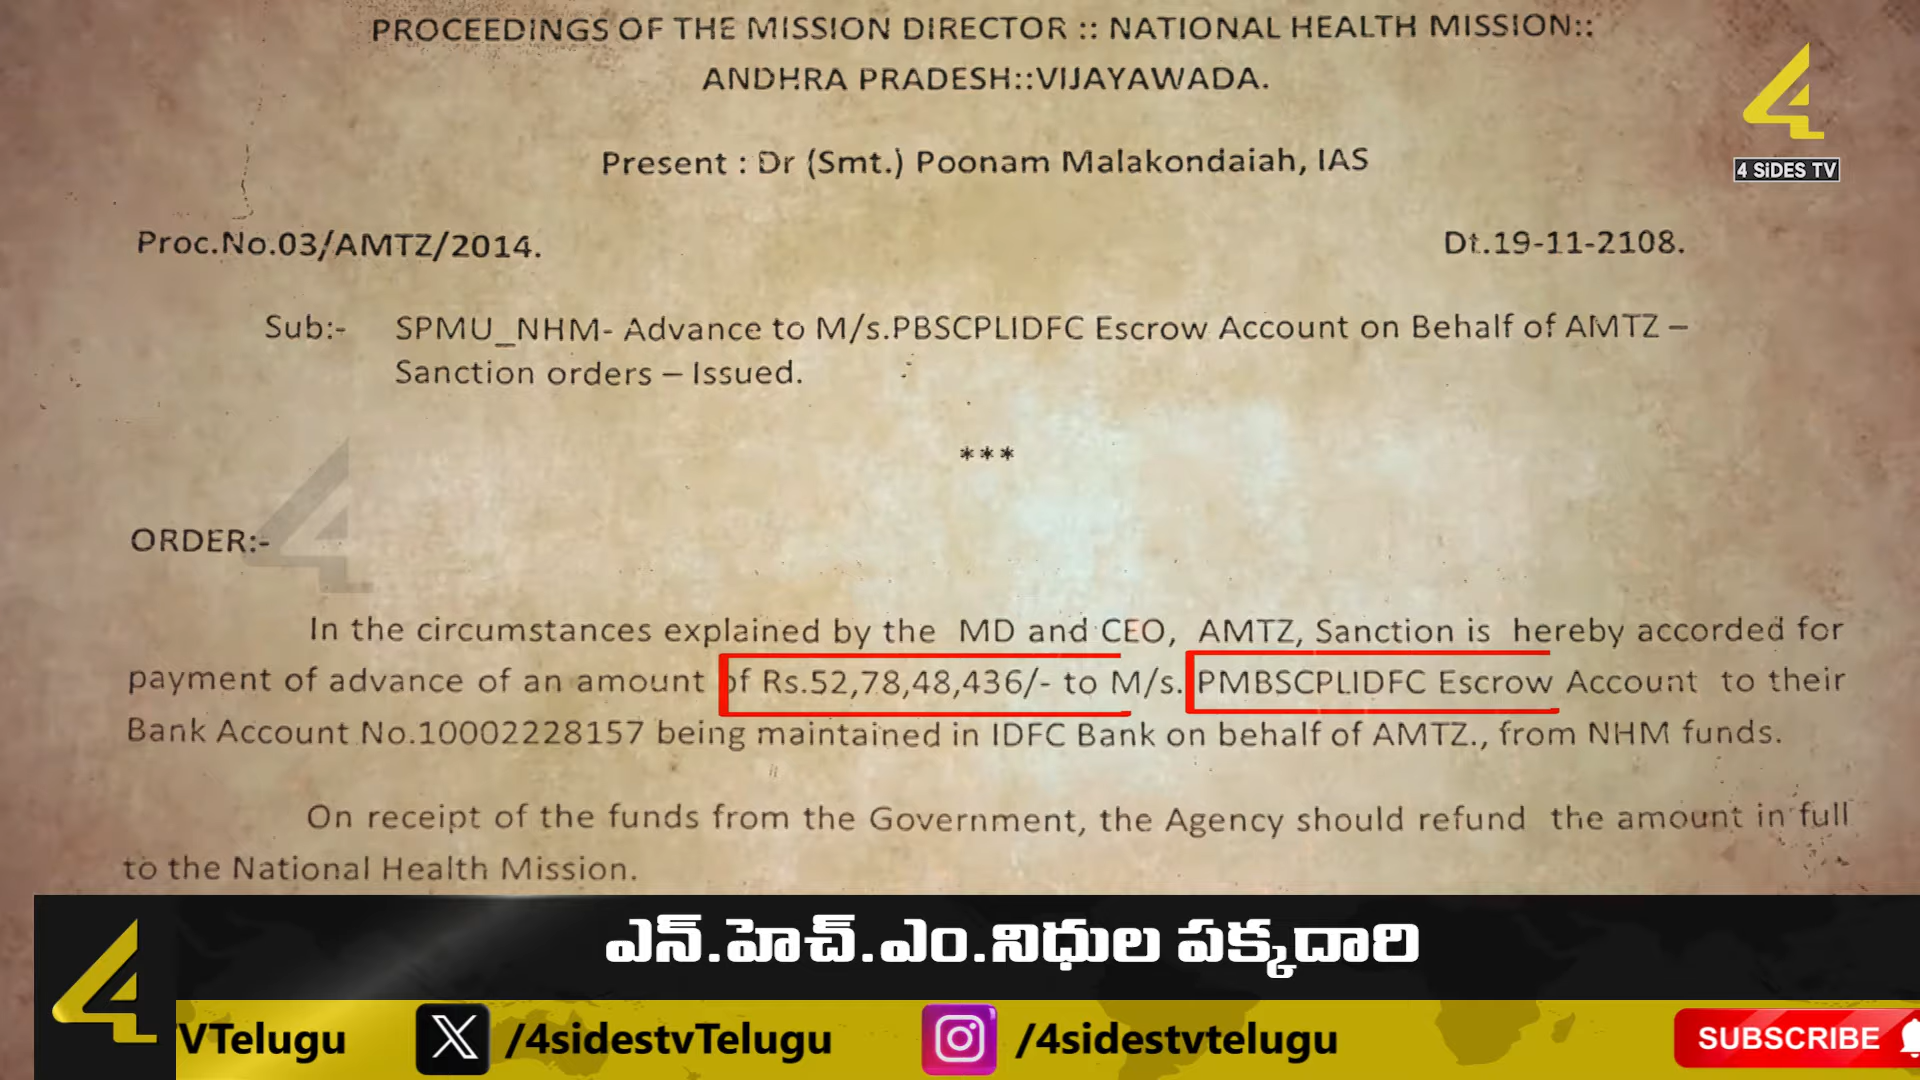 PROCEEDINGS OF THE MISSION DIRECTOR :: NATIONAL HEALTH MISSION::
ANDHRA PRADESH::VIJAYAWADA.
4 SiDES TV
Present : Dr (Smt.) Poonam Malakondaiah, IAS
Proc.No.03/AMTZ/2014. Dt.19-11-2108.
Sub:- SPMU_NHM- Advance to M/s.PBSCPLIDFC Escrow Account on Behalf of AMTZ –
Sanction orders – Issued.
***
ORDER:-
In the circumstances explained by the MD and CEO, AMTZ, Sanction is hereby accorded for
payment of advance of an amount of Rs.52,78,48,436/- to M/s. PMBSCPLIDFC Escrow Account to their
Bank Account No.10002228157 being maintained in IDFC Bank on behalf of AMTZ., from NHM funds.
On receipt of the funds from the Government, the Agency should refund the amount in full
to the National Health Mission.
ఎన్.హెచ్.ఎం.నిధుల పక్కదారి
VTelugu /4sidestvTelugu /4sidestvtelugu SUBSCRIBE